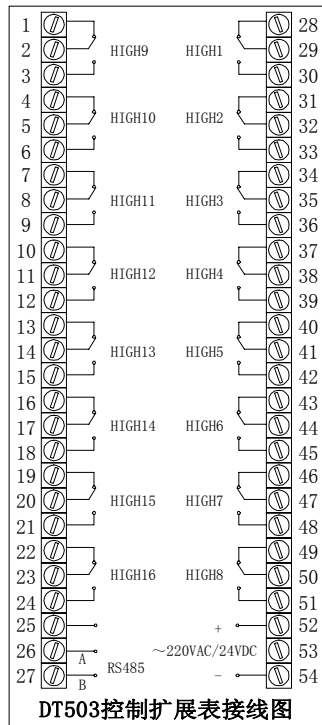 1 28
2 HIGH9 HIGH1 29
3 30
4 31
5 HIGH10 HIGH2 32
6 33
7 34
8 HIGH11 HIGH3 35
9 36
10 37
11 HIGH12 HIGH4 38
12 39
13 40
14 HIGH13 HIGH5 41
15 42
16 43
17 HIGH14 HIGH6 44
18 45
19 46
20 HIGH15 HIGH7 47
21 48
22 49
23 HIGH16 HIGH8 50
24 51
25 + 52
26 A ～220VAC/24VDC 53
RS485
27 B － 54
DT503控制扩展表接线图